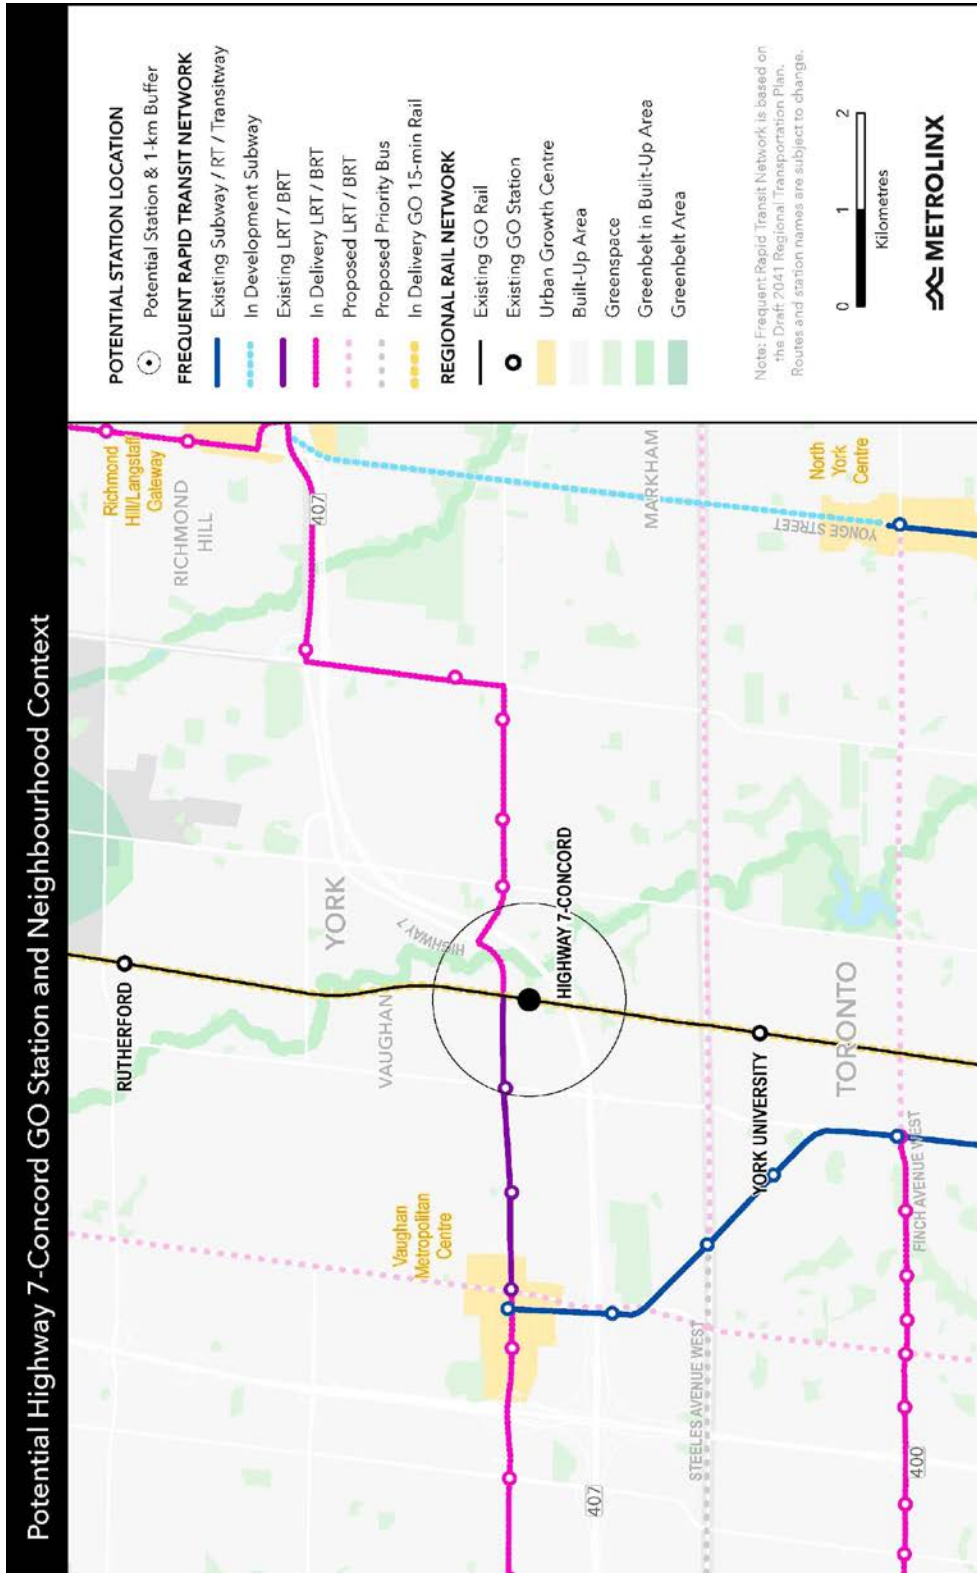 Potential Highway 7-Concord GO Station and Neighbourhood Context
Richmond
Hill/Langstaff
Gateway
RICHMOND
HILL
407
MARKHAM
North
York
Centre
YONGE STREET
RUTHERFORD
YORK
HIGHWAY 7
VAUGHAN
HIGHWAY 7-CONCORD
YORK UNIVERSITY
TORONTO
Vaughan
Metropolitan
Centre
STEELES AVENUE WEST
FINCH AVENUE WEST
407
400
POTENTIAL STATION LOCATION
Potential Station & 1-km Buffer
FREQUENT RAPID TRANSIT NETWORK
Existing Subway / RT / Transitway
In Development Subway
Existing LRT / BRT
In Delivery LRT / BRT
Proposed LRT / BRT
Proposed Priority Bus
In Delivery GO 15-min Rail
REGIONAL RAIL NETWORK
Existing GO Rail
Existing GO Station
Urban Growth Centre
Built-Up Area
Greenspace
Greenbelt in Built-Up Area
Greenbelt Area
Note: Frequent Rapid Transit Network is based on
the Draft 2041 Regional Transportation Plan.
Routes and station names are subject to change.
0 1 2
Kilometres
METROLINX